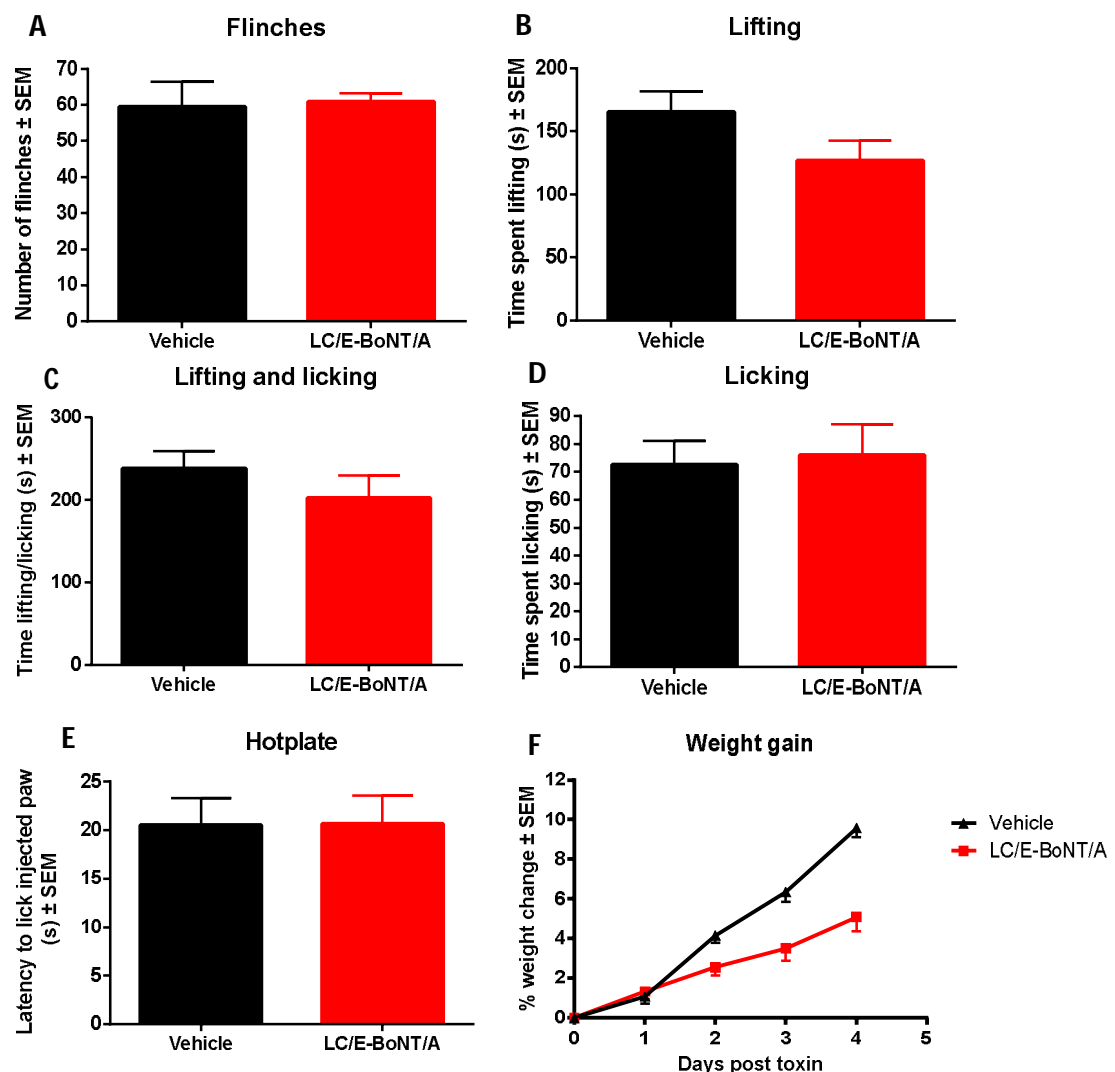 A
Flinches
Number of flinches ± SEM
70
60
50
40
30
20
10
0
Vehicle
LC/E-BoNT/A
B
Lifting
Time spent lifting (s) ± SEM
200
150
100
50
0
Vehicle
LC/E-BoNT/A
C
Lifting and licking
Time lifting/licking (s) ± SEM
300
200
100
0
Vehicle
LC/E-BoNT/A
D
Licking
Time spent licking (s) ± SEM
90
80
70
60
50
40
30
20
10
0
Vehicle
LC/E-BoNT/A
E
Hotplate
Latency to lick injected paw
(s) ± SEM
25
20
15
10
5
0
Vehicle
LC/E-BoNT/A
F
Weight gain
% weight change ± SEM
12
10
8
6
4
2
0
0 1 2 3 4 5
Days post toxin
Vehicle
LC/E-BoNT/A